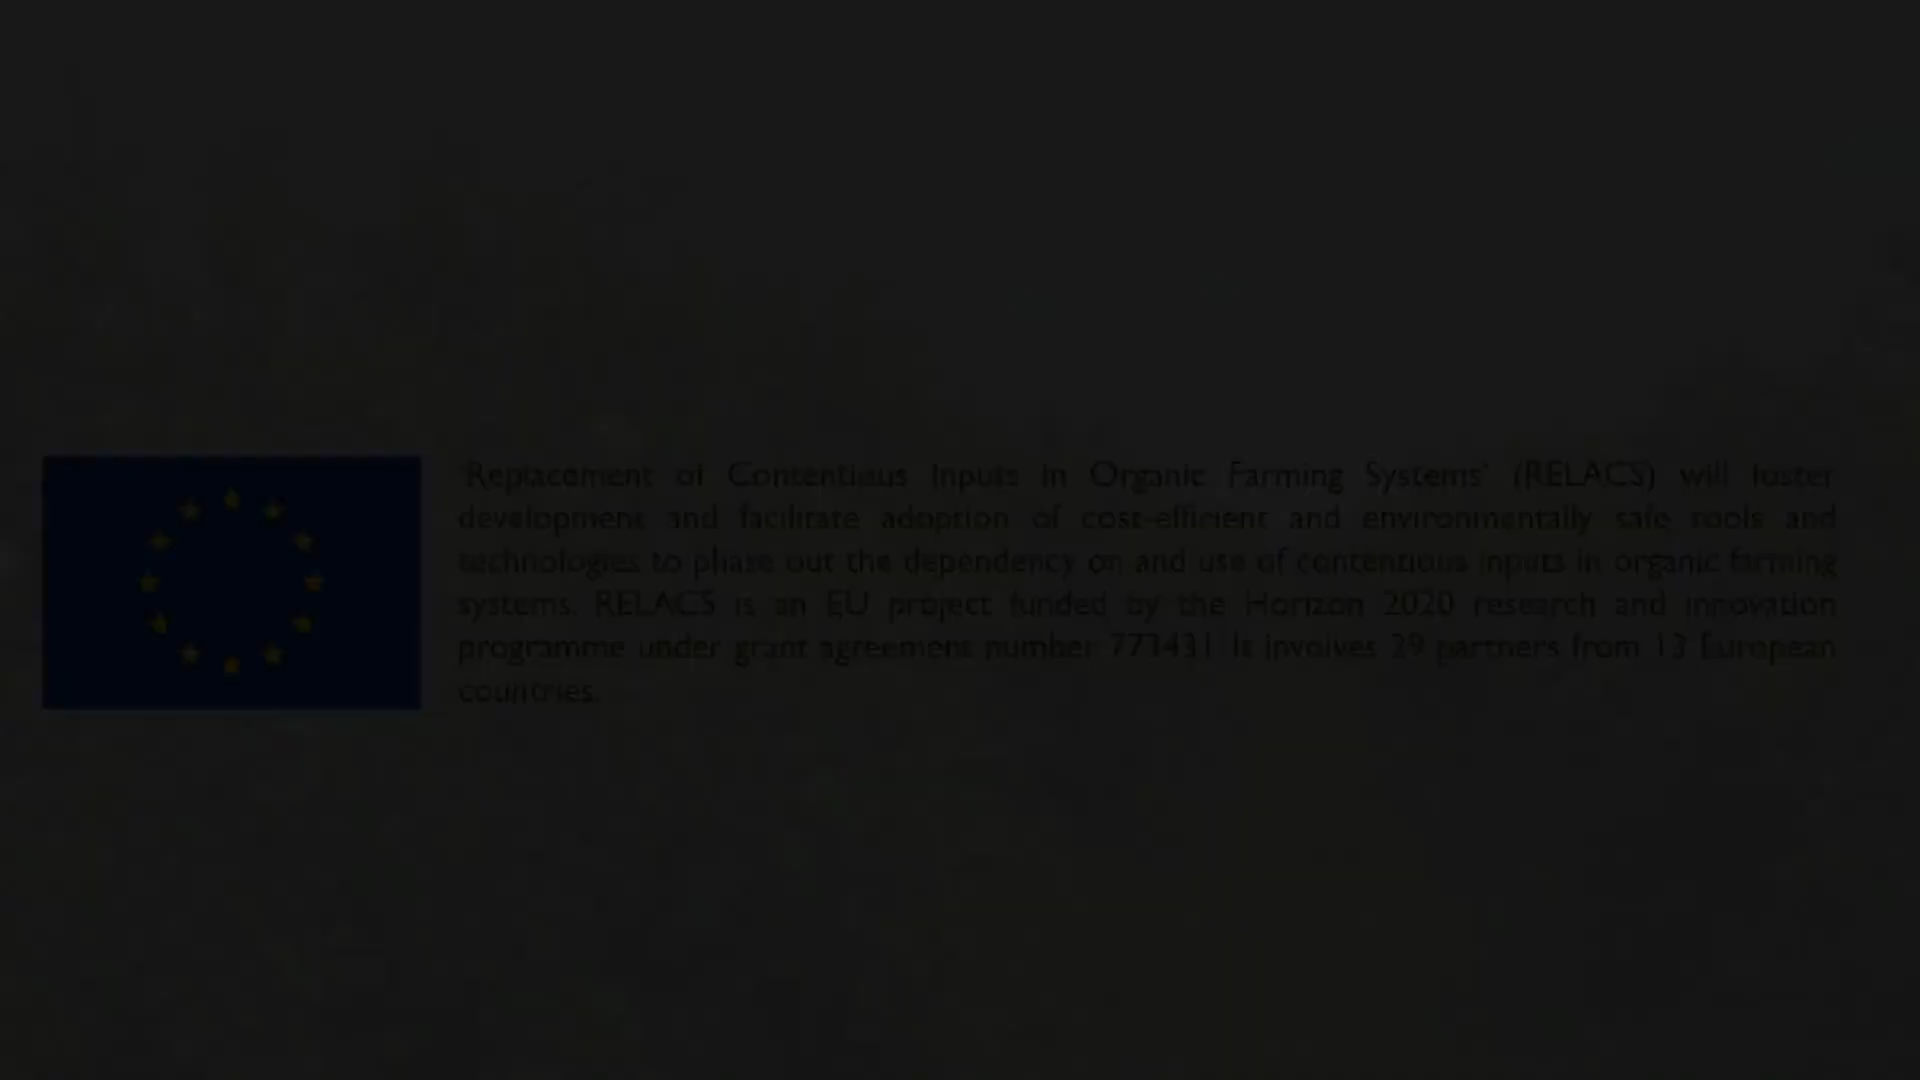 'Replacement of Contentious Inputs in Organic Farming Systems' (RELACS) will foster
development and facilitate adoption of cost-efficient and environmentally safe tools and
technologies to phase out the dependency on and use of contentious inputs in organic farming
systems. RELACS is an EU project funded by the Horizon 2020 research and innovation
programme under grant agreement number 773431. It involves 29 partners from 13 European
countries.